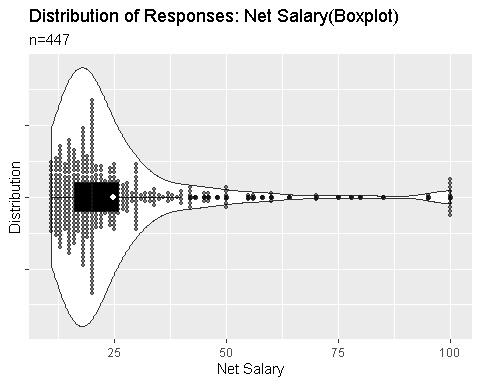 Distribution of Responses: Net Salary(Boxplot)
n=447
Distribution
25 50 75 100
Net Salary